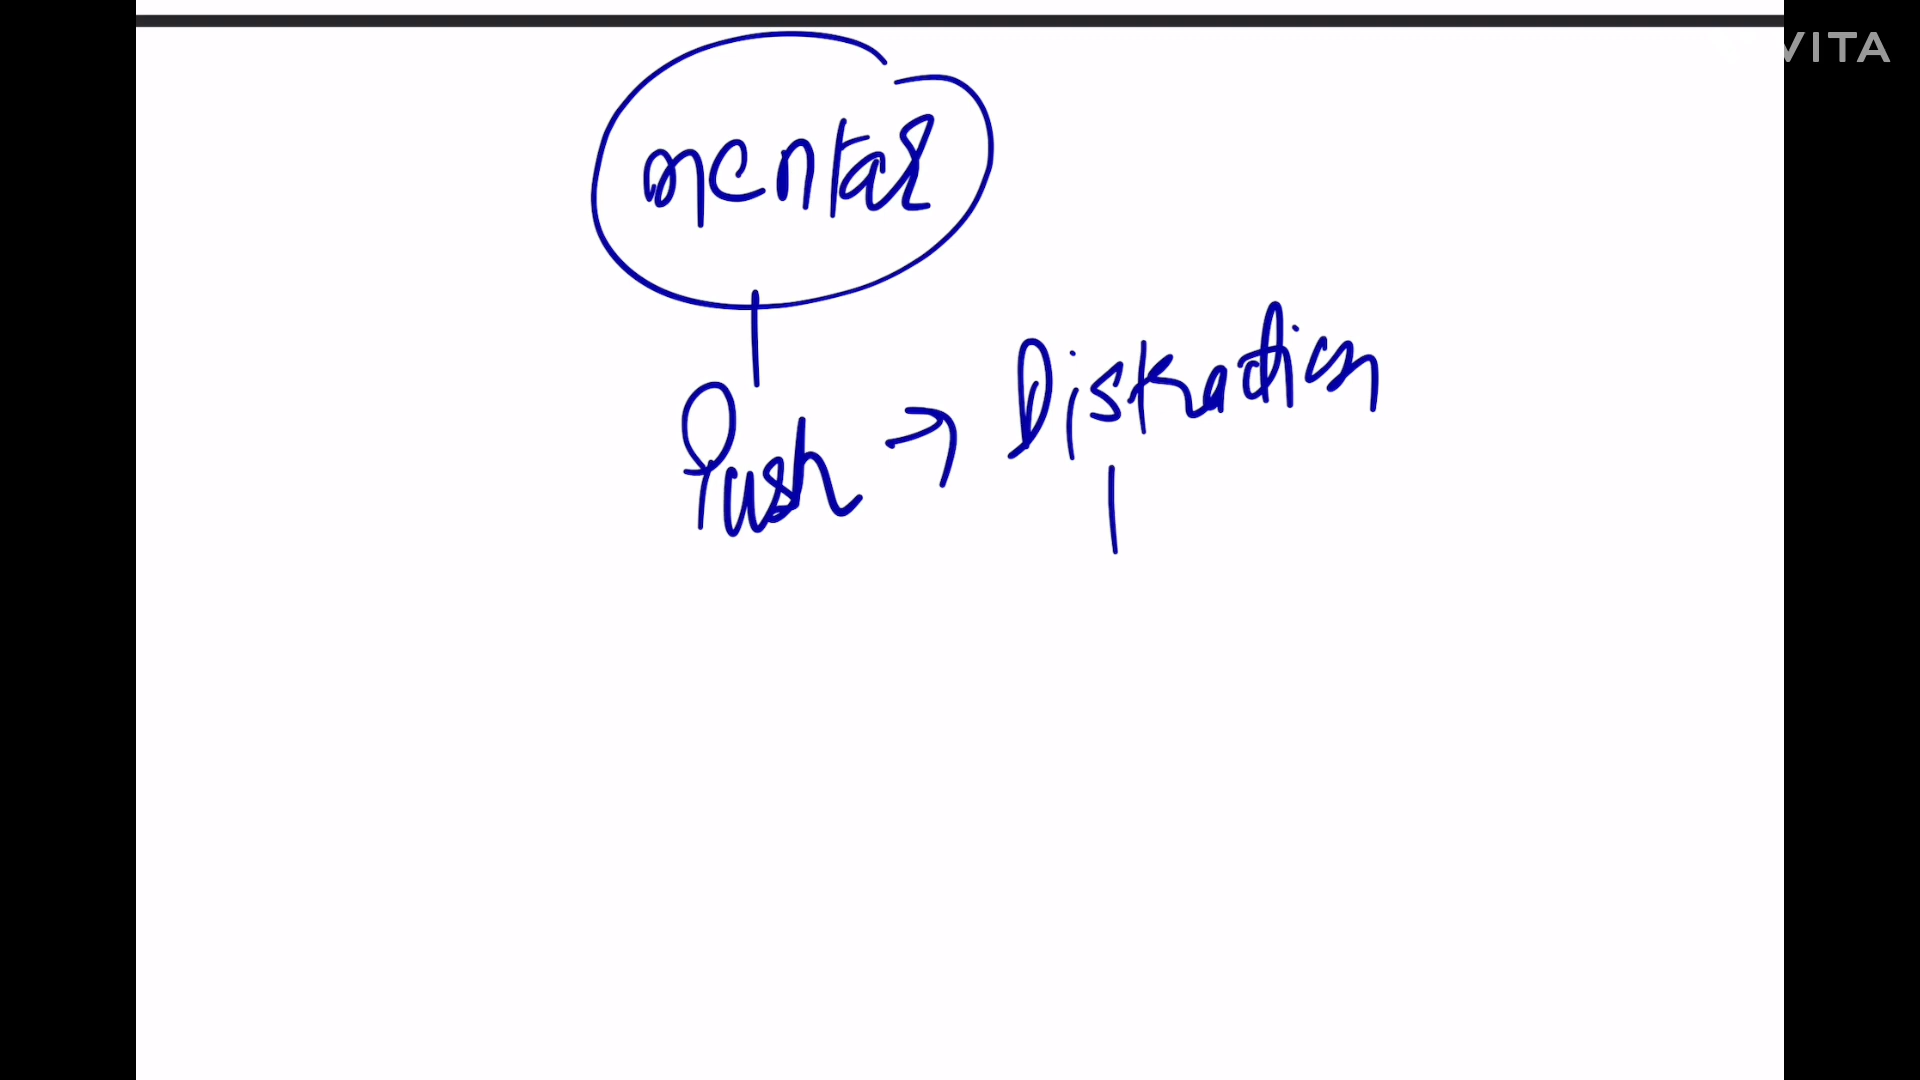 VITA
mental
Push → Distraction